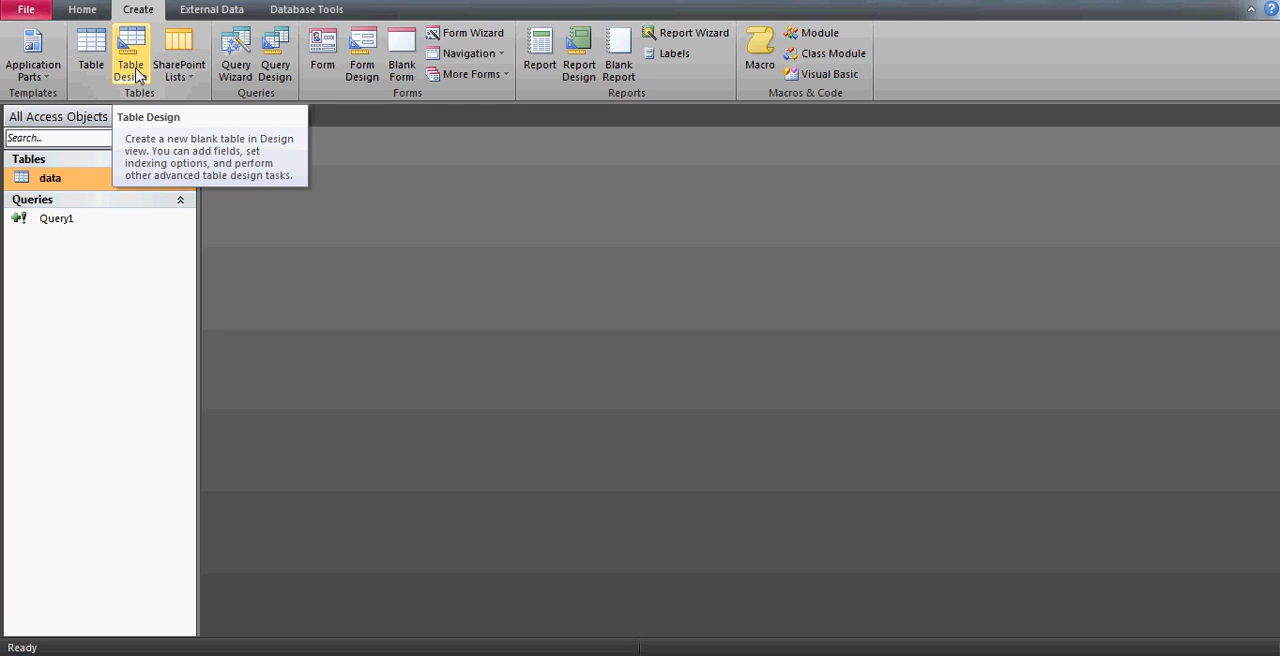 File Home Create External Data Database Tools
Application Parts
Table
Table Design
SharePoint Lists
Query Wizard
Query Design
Form
Form Design
Blank Form
Form Wizard
Navigation
More Forms
Report
Report Design
Blank Report
Report Wizard
Labels
Macro
Module
Class Module
Visual Basic
Templates Tables Queries Forms Reports Macros & Code
All Access Objects
Search...
Tables
data
Queries
Query1
Table Design
Create a new blank table in Design
view. You can add fields, set
indexing options, and perform
other advanced table design tasks.
Ready